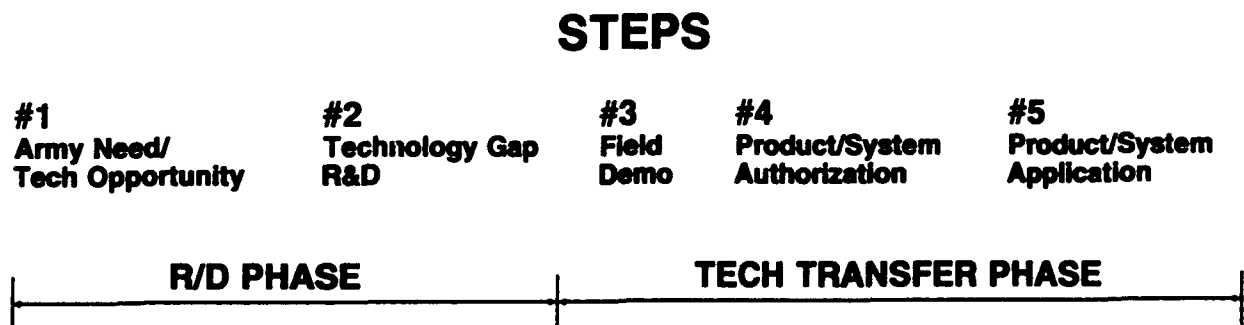 STEPS
#1
Army Need/
Tech Opportunity
#2
Technology Gap
R&D
#3
Field
Demo
#4
Product/System
Authorization
#5
Product/System
Application
R/D PHASE
TECH TRANSFER PHASE